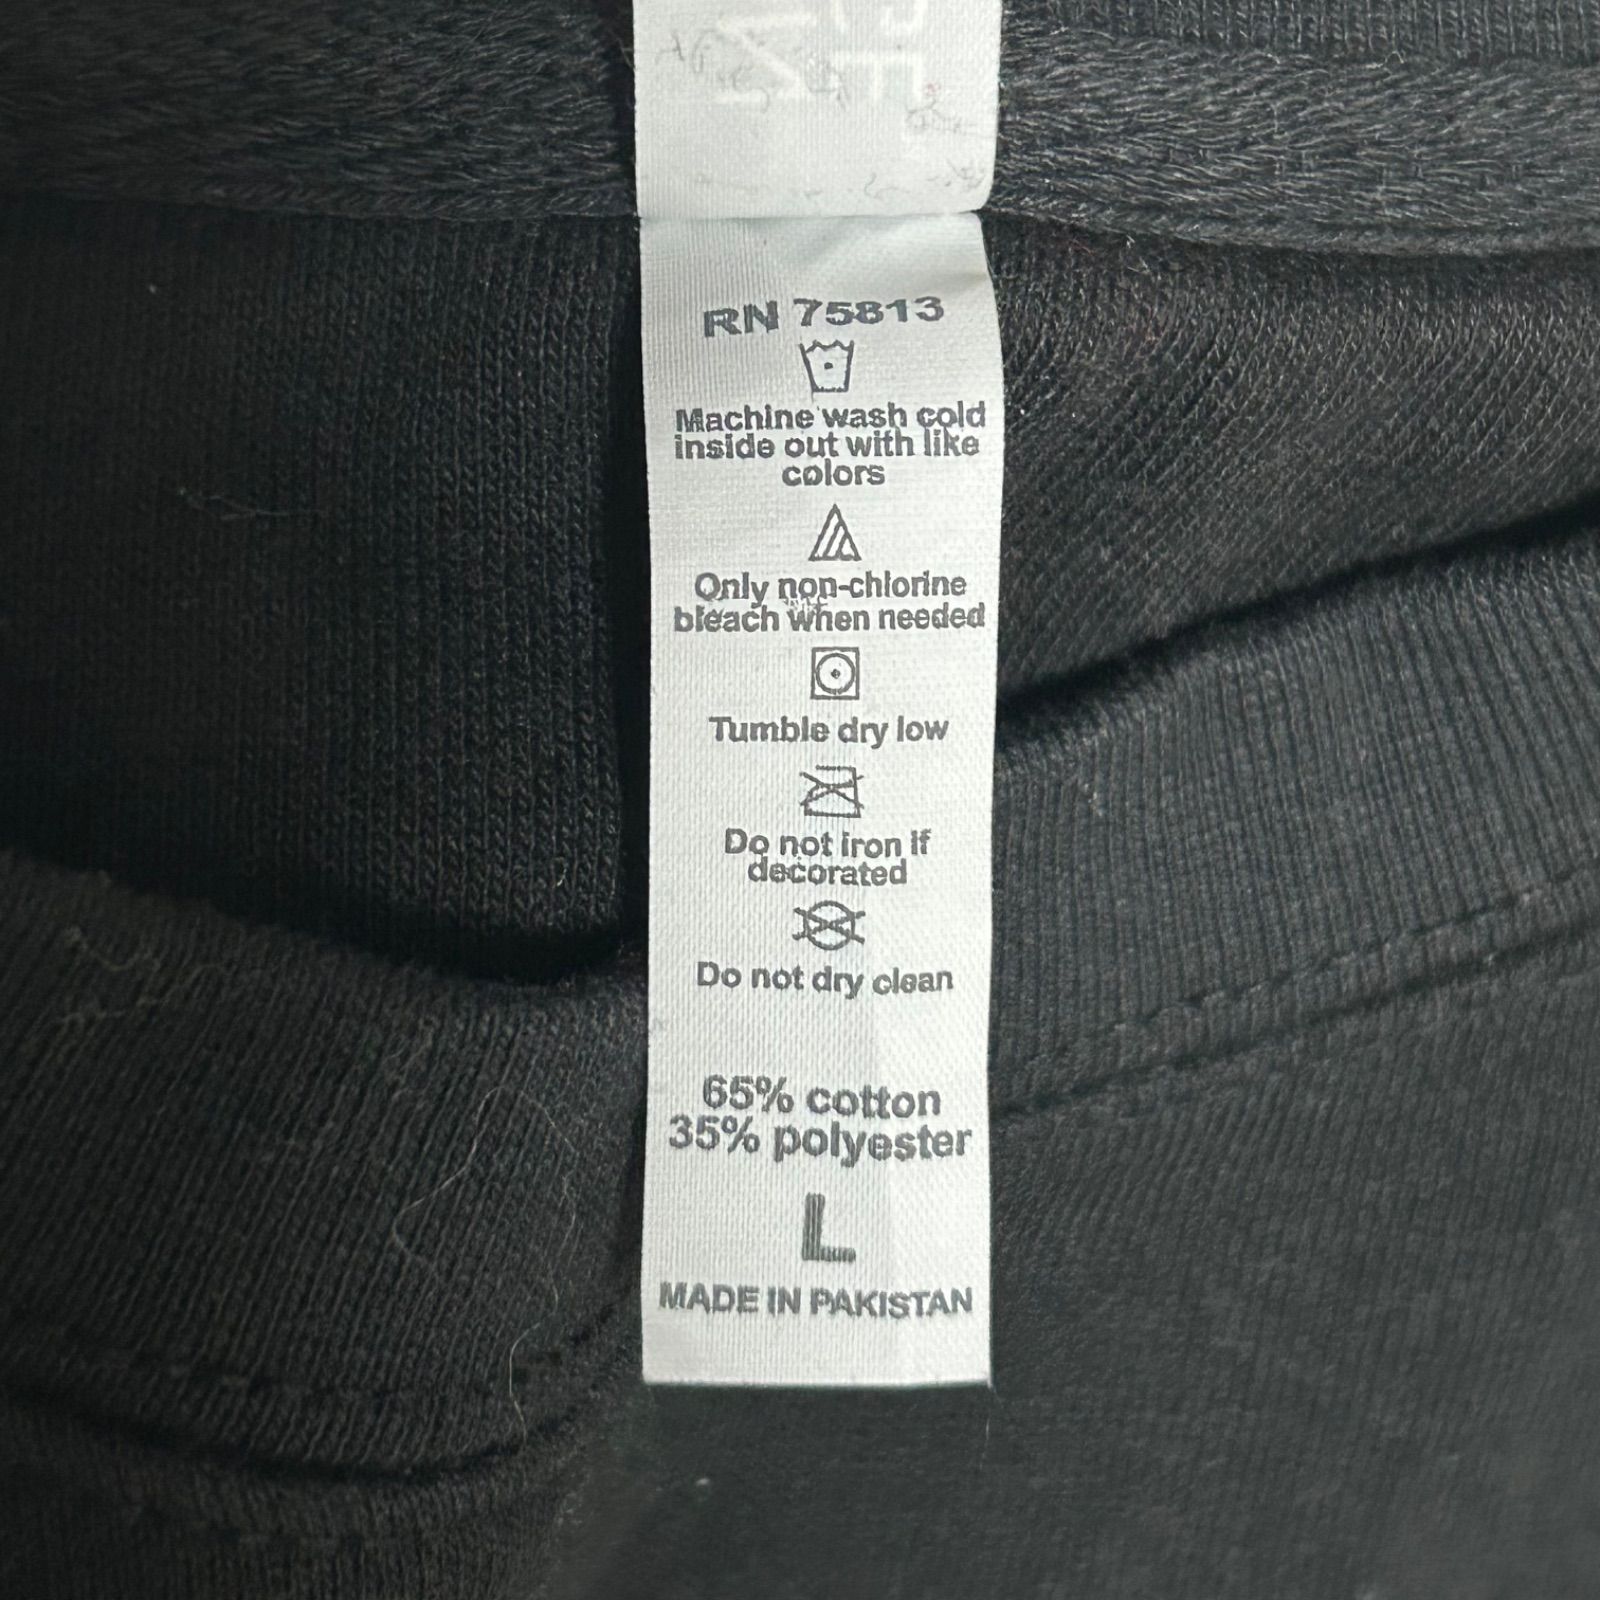 RN 75813
Machine wash cold
inside out with like
colors
Only non-chlorine
bleach when needed
Tumble dry low
Do not iron if
decorated
Do not dry clean
65% cotton
35% polyester
L
MADE IN PAKISTAN